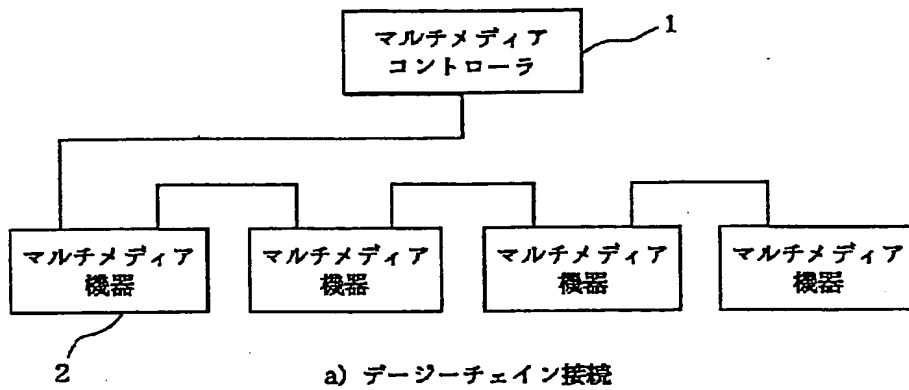 マルチメディア
コントローラ
1
マルチメディア
機器
マルチメディア
機器
マルチメディア
機器
マルチメディア
機器
2
a) デージーチェイン接続